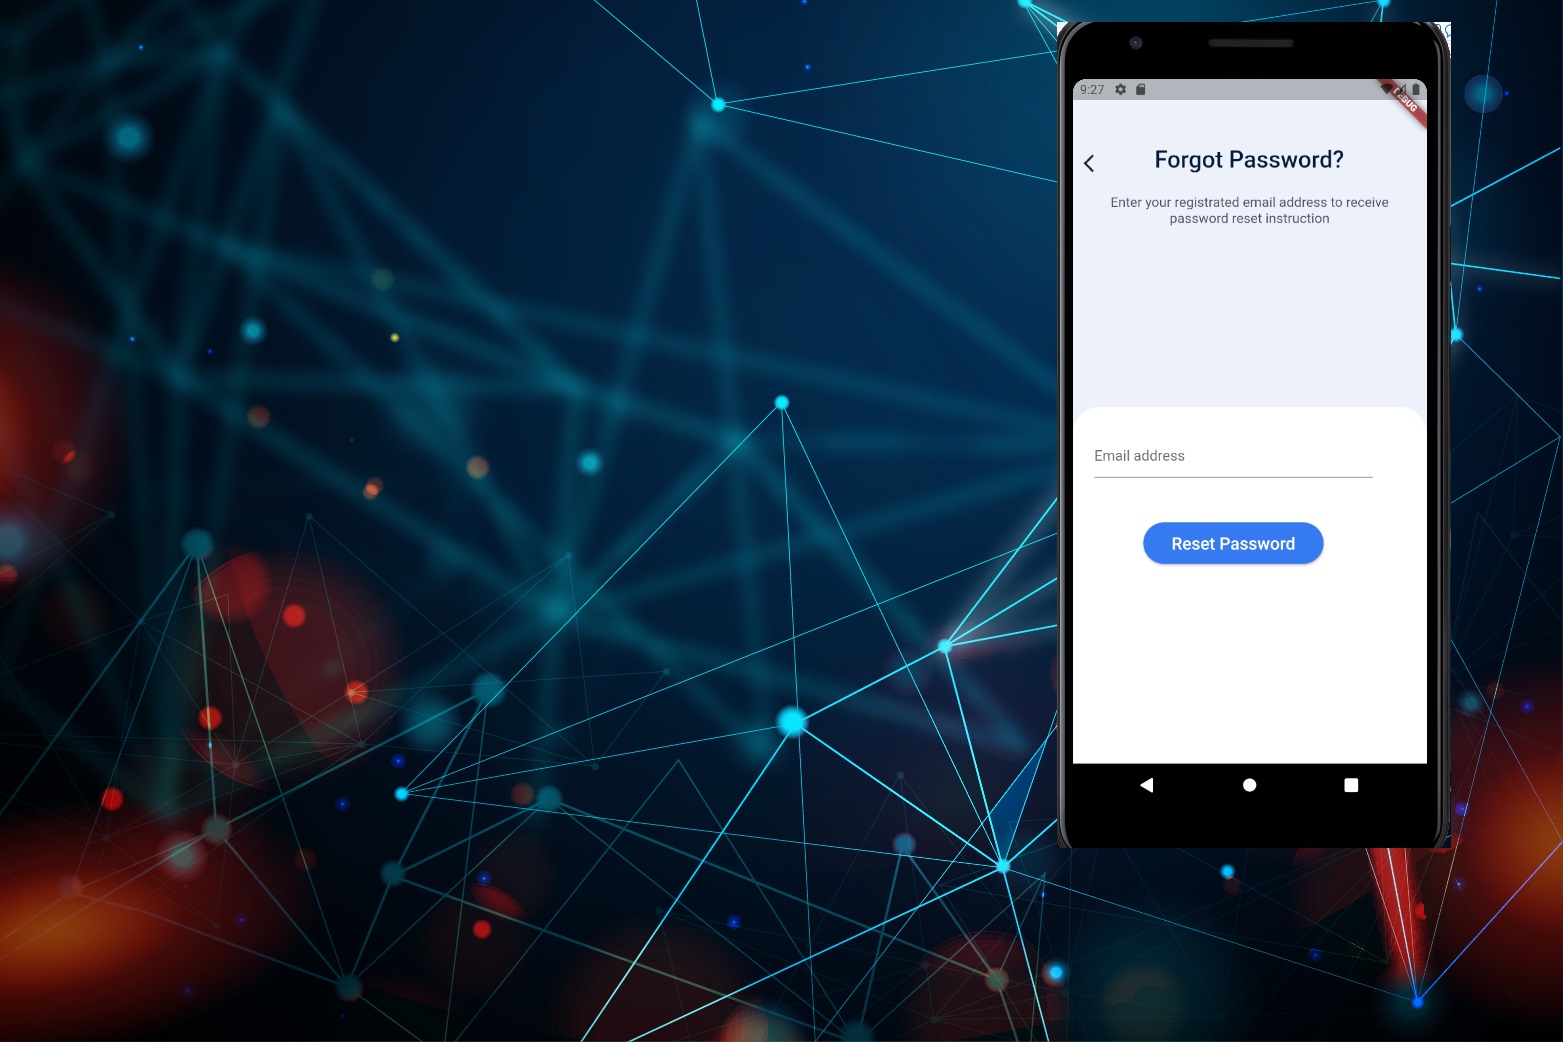 9:27
DEBUG
Forgot Password?
Enter your registrated email address to receive
password reset instruction
Email address
Reset Password